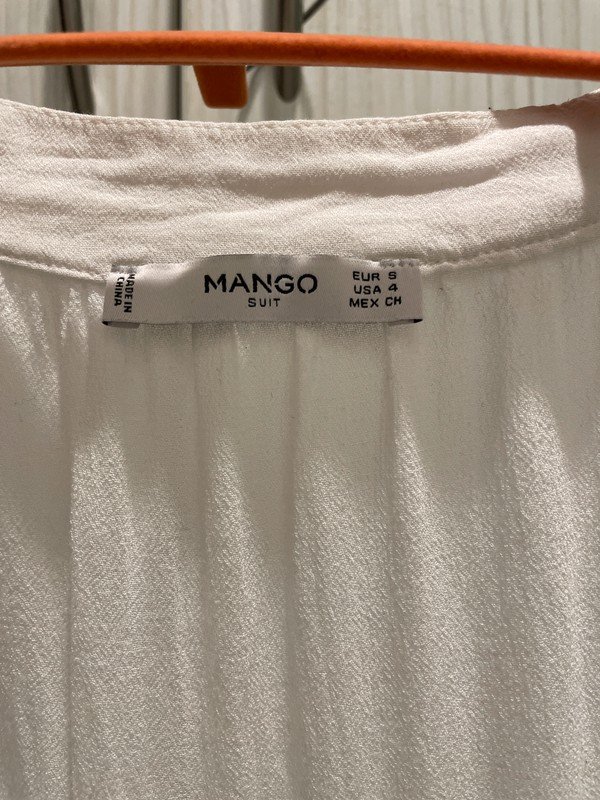 MADE IN
CHINA
MANGO
SUIT
EUR S
USA 4
MEX CH